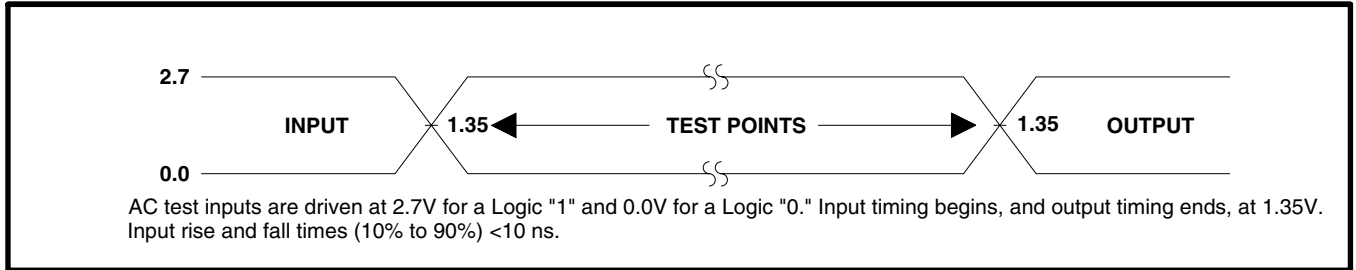 2.7
INPUT 1.35 TEST POINTS 1.35 OUTPUT
0.0
AC test inputs are driven at 2.7V for a Logic "1" and 0.0V for a Logic "0." Input timing begins, and output timing ends, at 1.35V.
Input rise and fall times (10% to 90%) <10 ns.